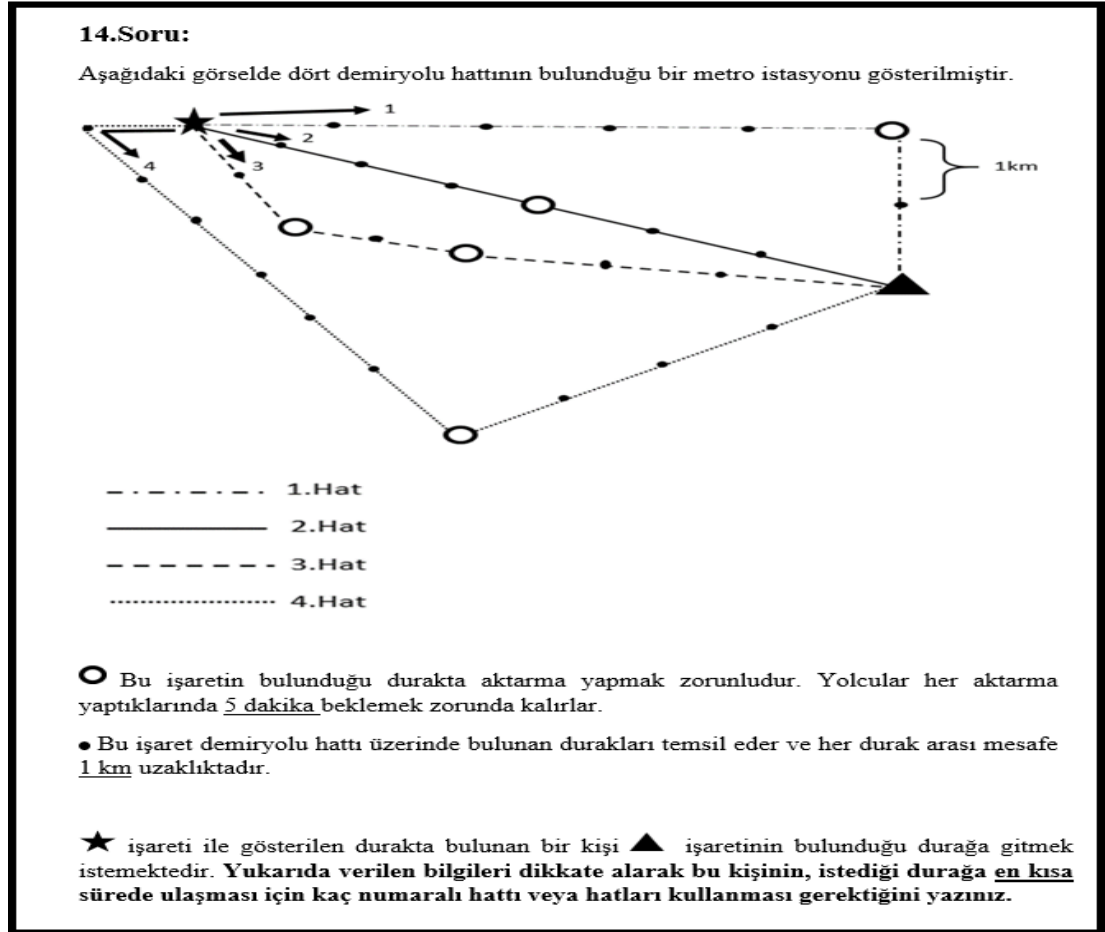 14.Soru:
Aşağıdaki görselde dört demiryolu hattının bulunduğu bir metro istasyonu gösterilmiştir.
1
2
3
4
1km
1.Hat
2.Hat
3.Hat
4.Hat
Bu işaretin bulunduğu durakta aktarma yapmak zorunludur. Yolcular her aktarma
yaptıklarında 5 dakika beklemek zorunda kalırlar.
Bu işaret demiryolu hattı üzerinde bulunan durakları temsil eder ve her durak arası mesafe
1 km uzaklıktadır.
işareti ile gösterilen durakta bulunan bir kişi işaretinin bulunduğu durağa gitmek
istemektedir. Yukarıda verilen bilgileri dikkate alarak bu kişinin, istediği durağa en kısa
sürede ulaşması için kaç numaralı hattı veya hatları kullanması gerektiğini yazınız.